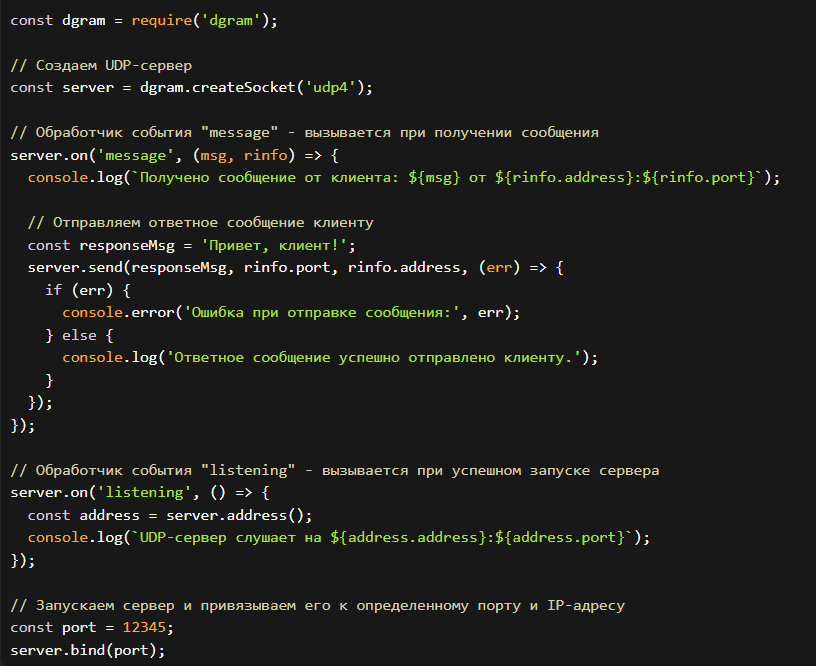 const dgram = require('dgram');
// Создаем UDP-сервер
const server = dgram.createSocket('udp4');
// Обработчик события "message" - вызывается при получении сообщения
server.on('message', (msg, rinfo) => {
  console.log(`Получено сообщение от клиента: ${msg} от ${rinfo.address}:${rinfo.port}`);
  // Отправляем ответное сообщение клиенту
  const responseMsg = 'Привет, клиент!';
  server.send(responseMsg, rinfo.port, rinfo.address, (err) => {
    if (err) {
      console.error('Ошибка при отправке сообщения:', err);
    } else {
      console.log('Ответное сообщение успешно отправлено клиенту.');
    }
  });
});
// Обработчик события "listening" - вызывается при успешном запуске сервера
server.on('listening', () => {
  const address = server.address();
  console.log(`UDP-сервер слушает на ${address.address}:${address.port}`);
});
// Запускаем сервер и привязываем его к определенному порту и IP-адресу
const port = 12345;
server.bind(port);